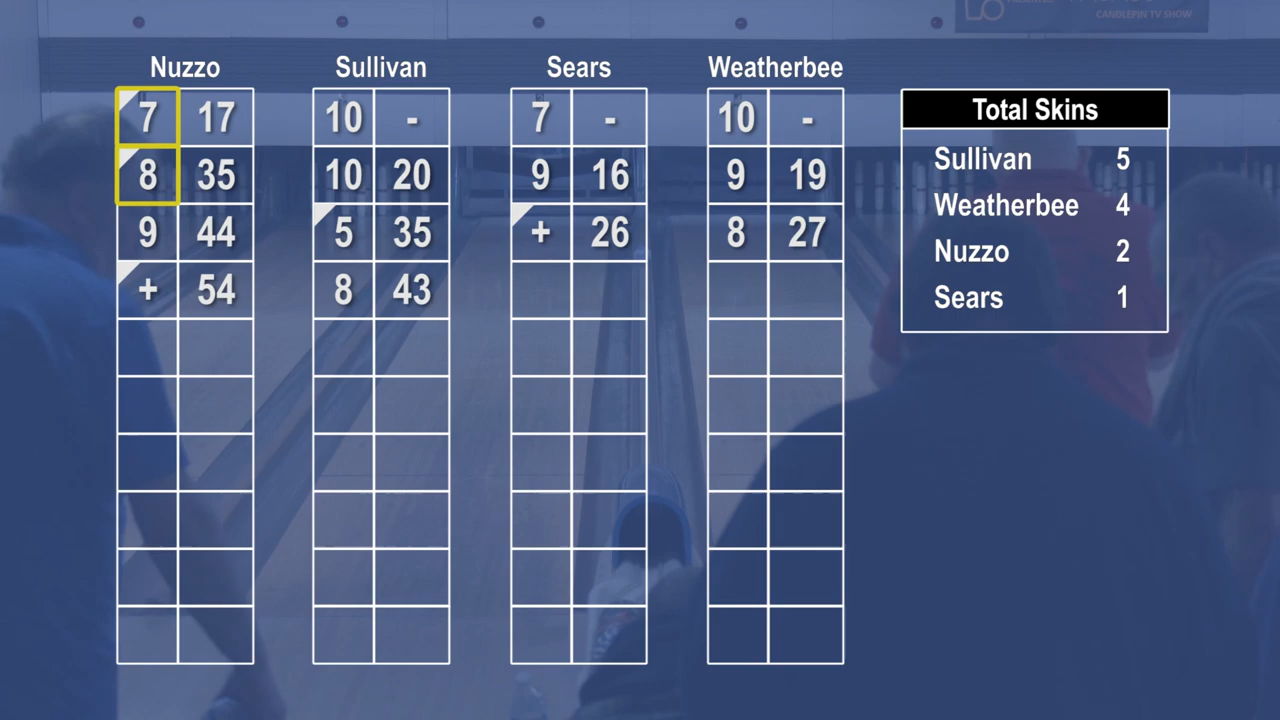 CANDLEPIN TV SHOW
Nuzzo Sullivan Sears Weatherbee
7 17 10 - 7 - 10 -
8 35 10 20 9 16 9 19
9 44 5 35 + 26 8 27
+ 54 8 43
Total Skins
Sullivan 5
Weatherbee 4
Nuzzo 2
Sears 1